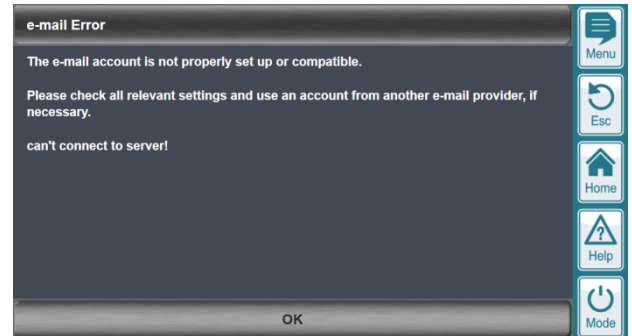 e-mail Error
The e-mail account is not properly set up or compatible.
Please check all relevant settings and use an account from another e-mail provider, if
necessary.
can't connect to server!
OK
Menu
Esc
Home
?
Help
Mode